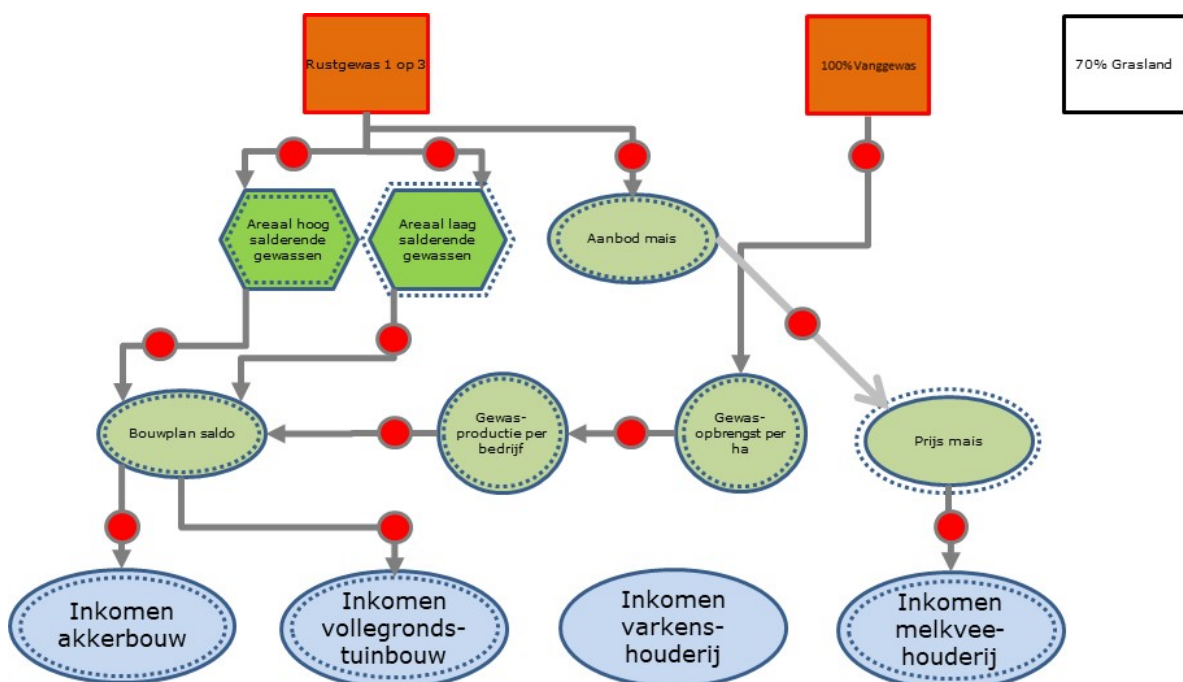 Rustgewas 1 op 3
100% Vanggewas
70% Grasland
Areaal hoog
salderende
gewassen
Areaal laag
salderende
gewassen
Aanbod mais
Bouwplan saldo
Gewas-
productie per
bedrijf
Gewas-
opbrengst per
ha
Prijs mais
Inkomen
akkerbouw
Inkomen
vollegronds-
tuinbouw
Inkomen
varkens-
houderij
Inkomen
melkvee-
houderij